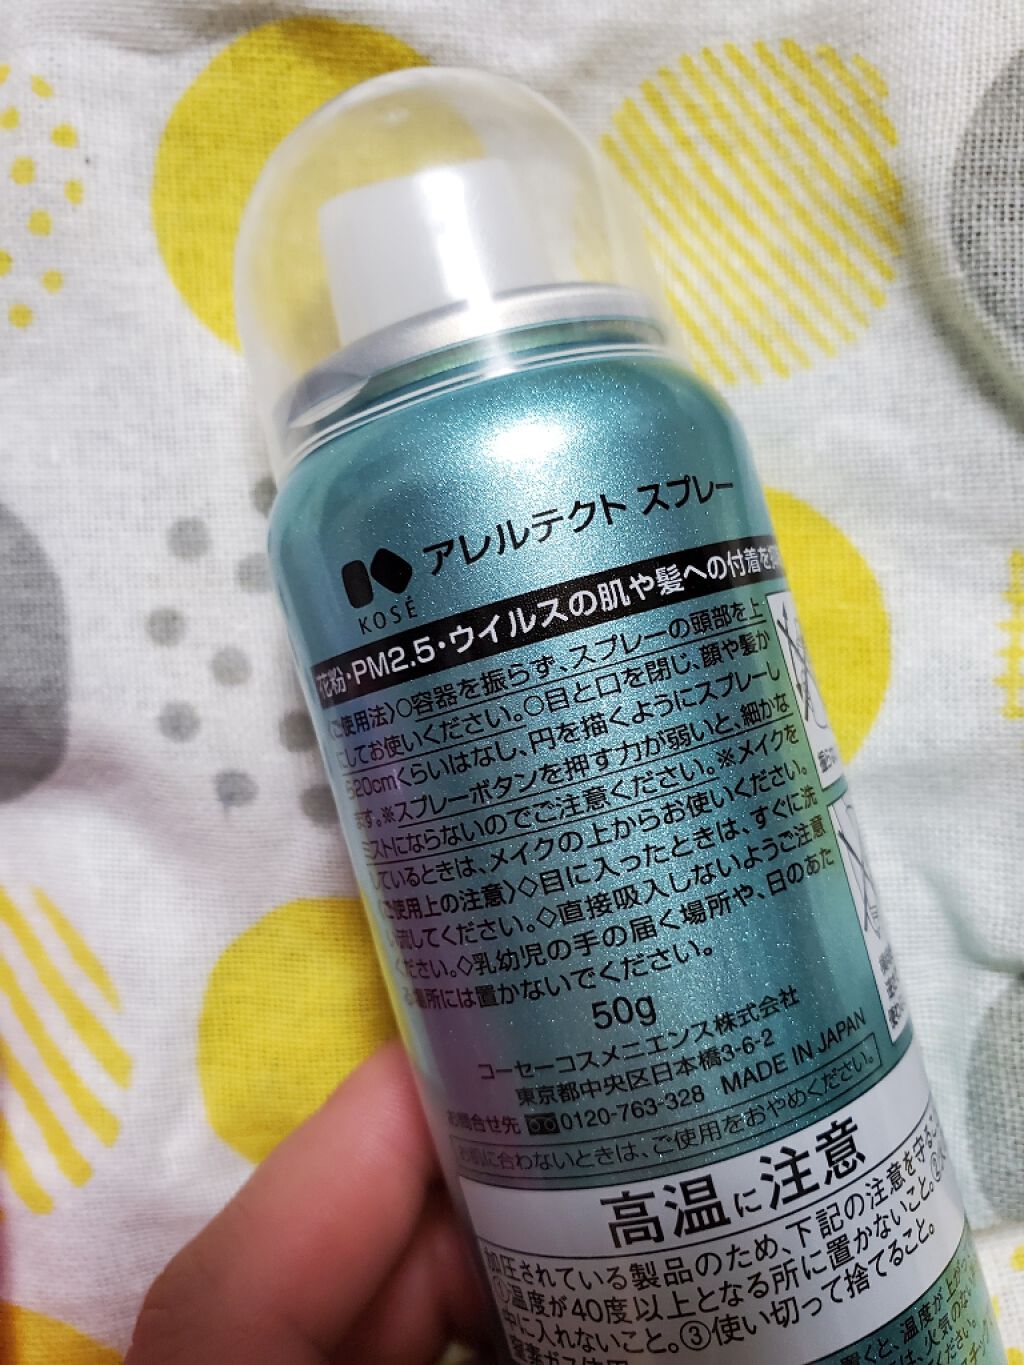 KOSÉ
アレルテクト スプレー
花粉・PM2.5・ウイルスの肌や髪への付着を
ご使用法〉○容器を振らず、スプレーの頭部を上
にしてお使いください。○目と口を閉じ、顔や髪か
ら20cmくらいはなし、円を描くようにスプレーし
ます。※スプレーボタンを押す力が弱いと、細かな
ミストにならないのでご注意ください。※メイクを
しているときは、メイクの上からお使いください。
ご使用上の注意〉◇目に入ったときは、すぐに洗
い流してください。◇直接吸入しないようご注意
ください。◇乳幼児の手の届く場所や、日のあた
る場所には置かないでください。
50g
コーセーコスメニエンス株式会社
東京都中央区日本橋3-6-2
お問合せ先 0120-763-328 MADE IN JAPAN
お肌に合わないときは、ご使用をおやめください。
高温に注意
加圧されている製品のため、下記の注意を守るこ
①温度が40度以上となる所に置かないこと。②
中に入れないこと。③使い切って捨てること。